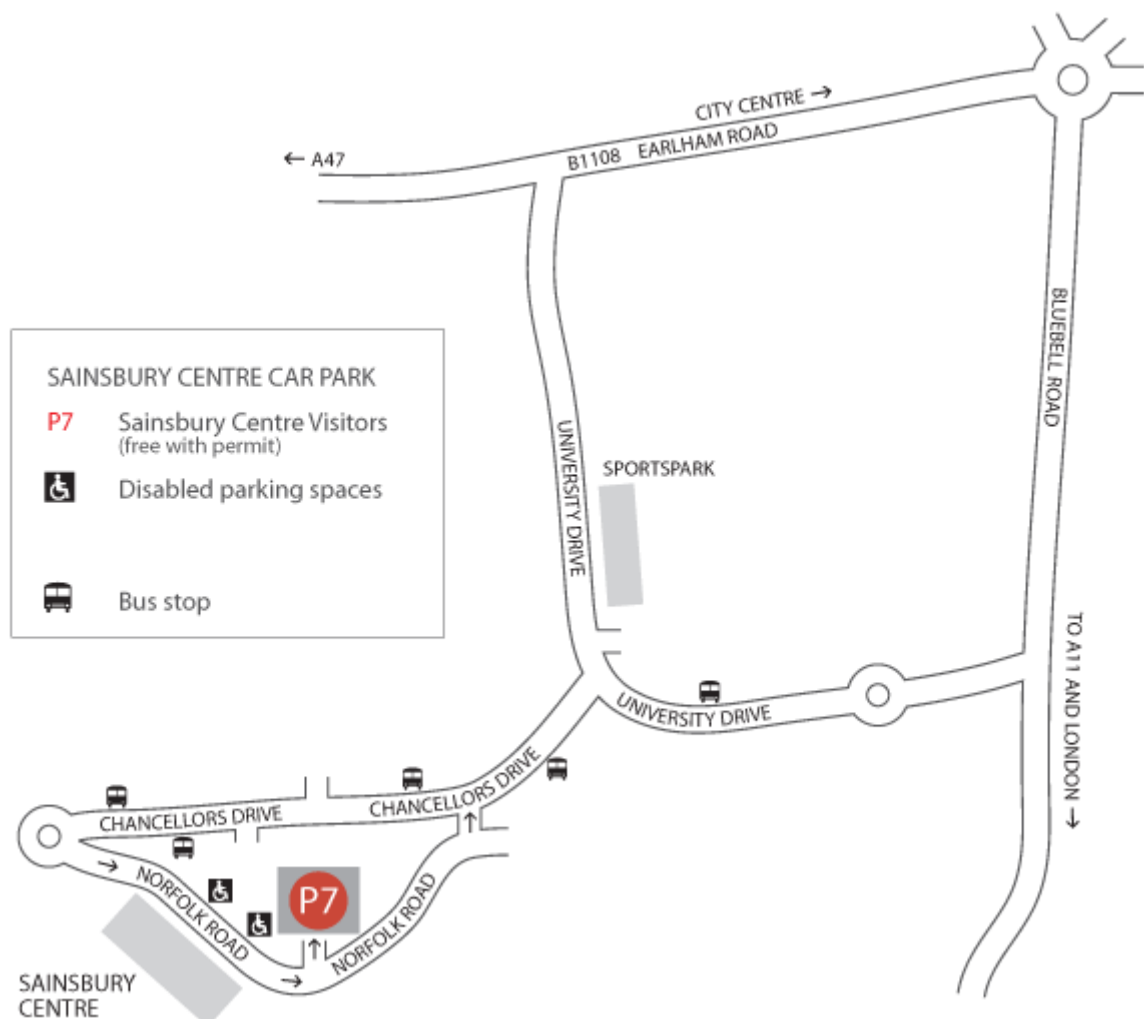 CITY CENTRE →
← A47
B1108 EARLHAM ROAD
BLUEBELL ROAD
SAINSBURY CENTRE CAR PARK
P7 Sainsbury Centre Visitors
(free with permit)
Disabled parking spaces
Bus stop
UNIVERSITY DRIVE
SPORTSPARK
TO A11 AND LONDON →
UNIVERSITY DRIVE
CHANCELLORS DRIVE
CHANCELLORS DRIVE
NORFOLK ROAD
P7
NORFOLK ROAD
SAINSBURY
CENTRE